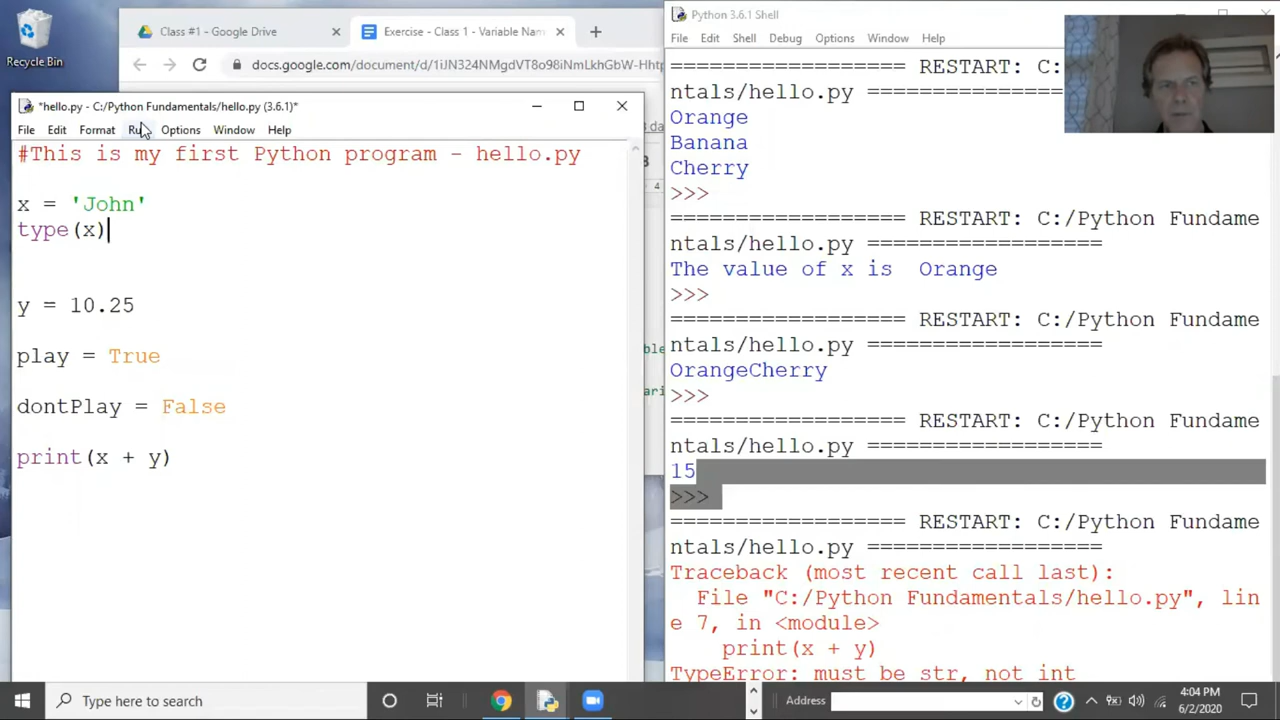 Recycle Bin
Class #1 - Google Drive
Exercise - Class 1 - Variable Nam
docs.google.com/document/d/1iJN324NMgdVT8o98iNmLkhGbW-Hhtp
*hello.py - C:/Python Fundamentals/hello.py (3.6.1)*
File Edit Format Run Options Window Help
#This is my first Python program - hello.py
x = 'John'
type(x)
y = 10.25
play = True
dontPlay = False
print(x + y)
Python 3.6.1 Shell
File Edit Shell Debug Options Window Help
================== RESTART: C:
ntals/hello.py ==================
Orange
Banana
Cherry
>>>
================== RESTART: C:/Python Fundame
ntals/hello.py ==================
The value of x is  Orange
>>>
================== RESTART: C:/Python Fundame
ntals/hello.py ==================
OrangeCherry
>>>
================== RESTART: C:/Python Fundame
ntals/hello.py ==================
15
>>>
================== RESTART: C:/Python Fundame
ntals/hello.py ==================
Traceback (most recent call last):
File "C:/Python Fundamentals/hello.py", lin
e 7, in <module>
print(x + y)
TypeError: must be str, not int
Type here to search
Address
4:04 PM
6/2/2020